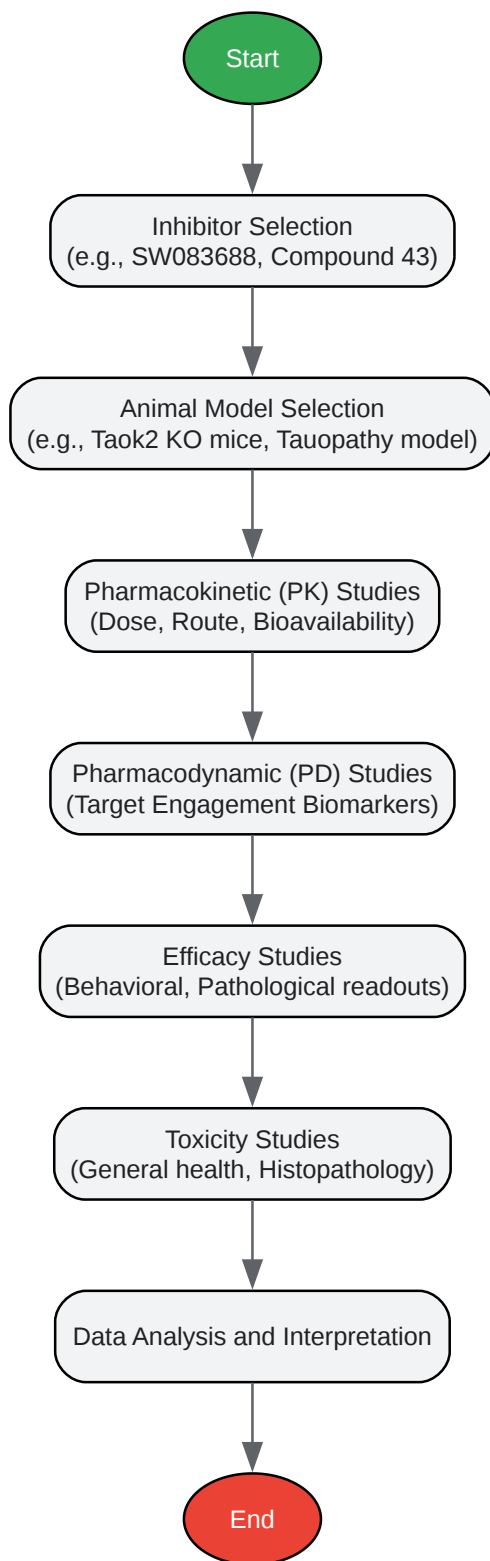 Start
Inhibitor Selection
(e.g., SW083688, Compound 43)
Animal Model Selection
(e.g., Taok2 KO mice, Tauopathy model)
Pharmacokinetic (PK) Studies
(Dose, Route, Bioavailability)
Pharmacodynamic (PD) Studies
(Target Engagement Biomarkers)
Efficacy Studies
(Behavioral, Pathological readouts)
Toxicity Studies
(General health, Histopathology)
Data Analysis and Interpretation
End